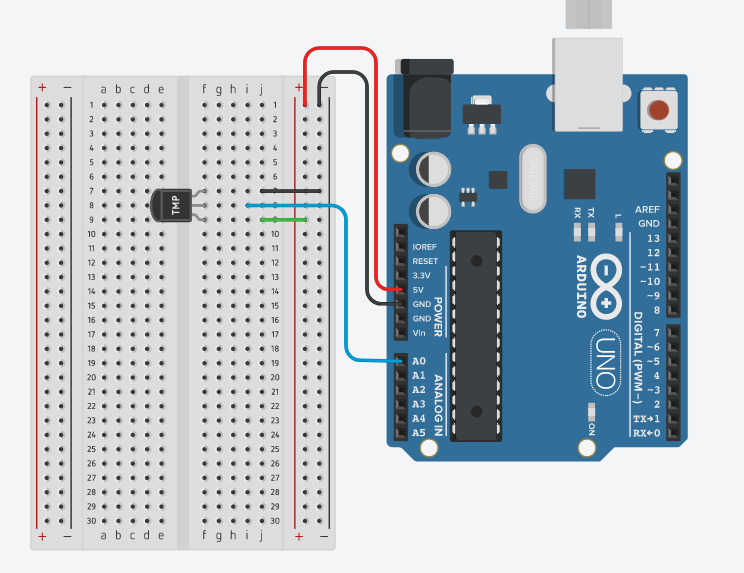 + − a b c d e f g h i j + −
1 1
2 2
3 3
4 4
5 5
6 6
7
8
9
10 10
11 11
12 12
13 13
14 14
15 15
16 16
17 17
18 18
19 19
20 20
21 21
22 22
23 23
24 24
25 25
26 26
27 27
28 28
29 29
30 30
+ − a b c d e f g h i j + −
TMP
IOREF
RESET
3.3V
5V
GND
GND
Vin
POWER
A0
A1
A2
A3
A4
A5
ANALOG IN
RX
TX
L
ARDUINO
UNO
ON
AREF
GND
13
12
~11
~10
~9
8
7
~6
~5
4
~3
2
TX→1
RX←0
DIGITAL (PWM~)